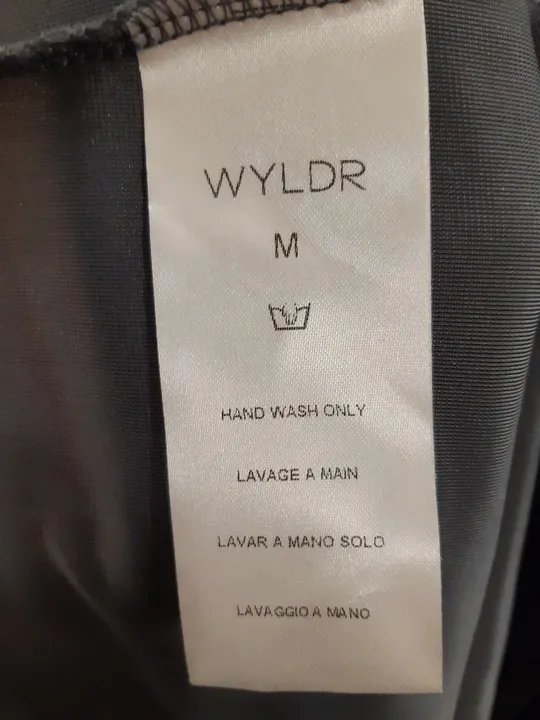 WYLDR
M
HAND WASH ONLY
LAVAGE A MAIN
LAVAR A MANO SOLO
LAVAGGIO A MANO